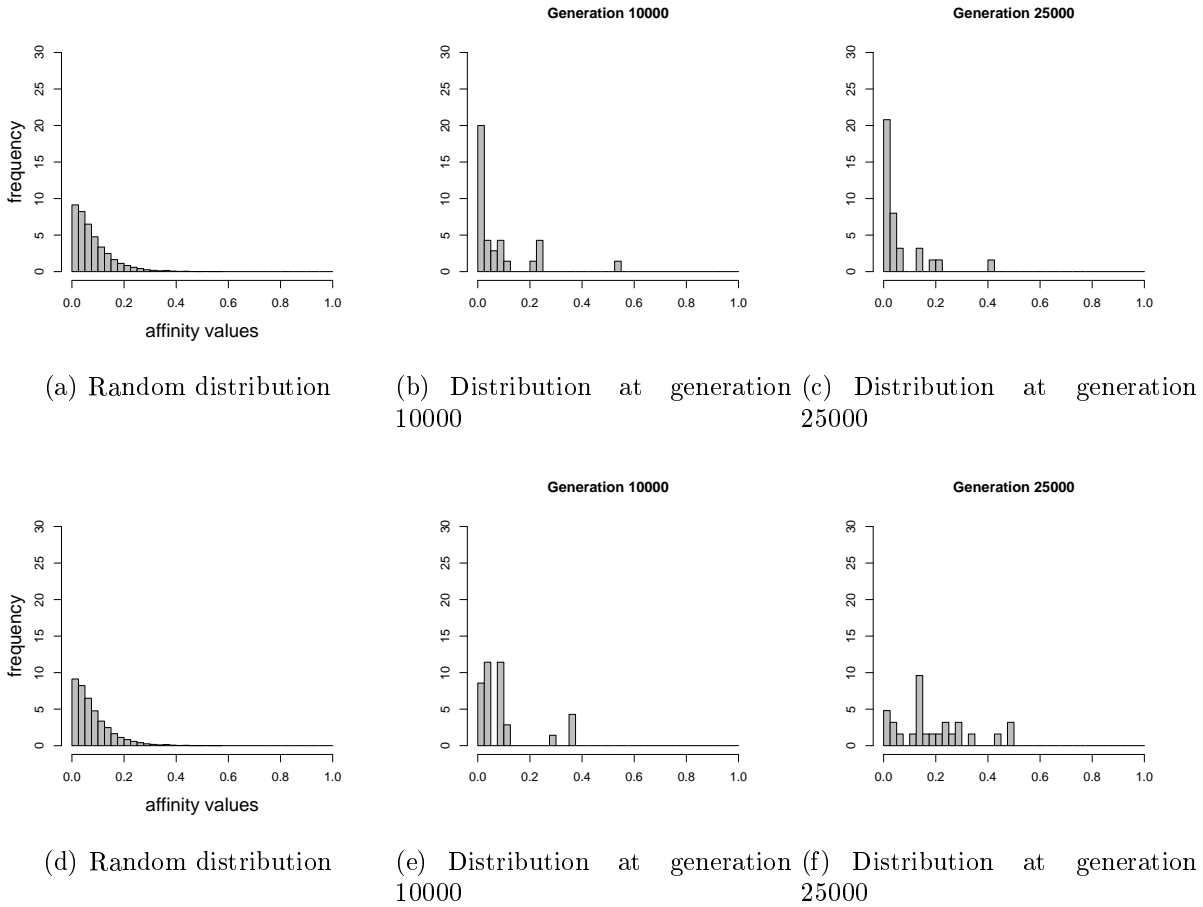 Generation 10000
Generation 25000
frequency
0 5 10 15 20 25 30
0.0 0.2 0.4 0.6 0.8 1.0
affinity values
0 5 10 15 20 25 30
0.0 0.2 0.4 0.6 0.8 1.0
0 5 10 15 20 25 30
0.0 0.2 0.4 0.6 0.8 1.0
(a) Random distribution
(b) Distribution at generation
10000
(c) Distribution at generation
25000
Generation 10000
Generation 25000
frequency
0 5 10 15 20 25 30
0.0 0.2 0.4 0.6 0.8 1.0
affinity values
0 5 10 15 20 25 30
0.0 0.2 0.4 0.6 0.8 1.0
0 5 10 15 20 25 30
0.0 0.2 0.4 0.6 0.8 1.0
(d) Random distribution
(e) Distribution at generation
10000
(f) Distribution at generation
25000